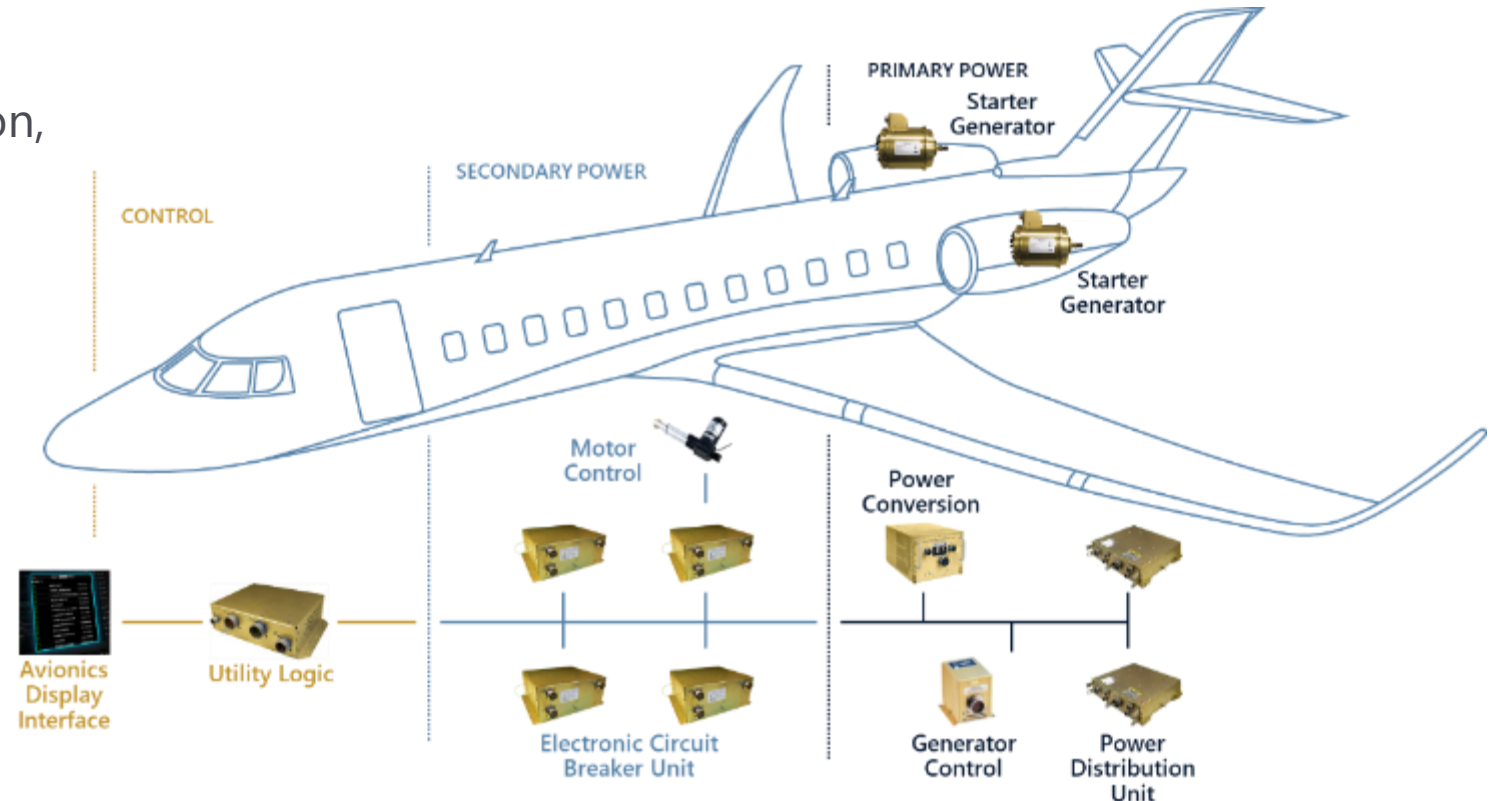 on,
PRIMARY POWER
Starter
Generator
SECONDARY POWER
CONTROL
Starter
Generator
Motor
Control
Power
Conversion
Avionics
Display
Interface
Utility Logic
Electronic Circuit
Breaker Unit
Generator
Control
Power
Distribution
Unit